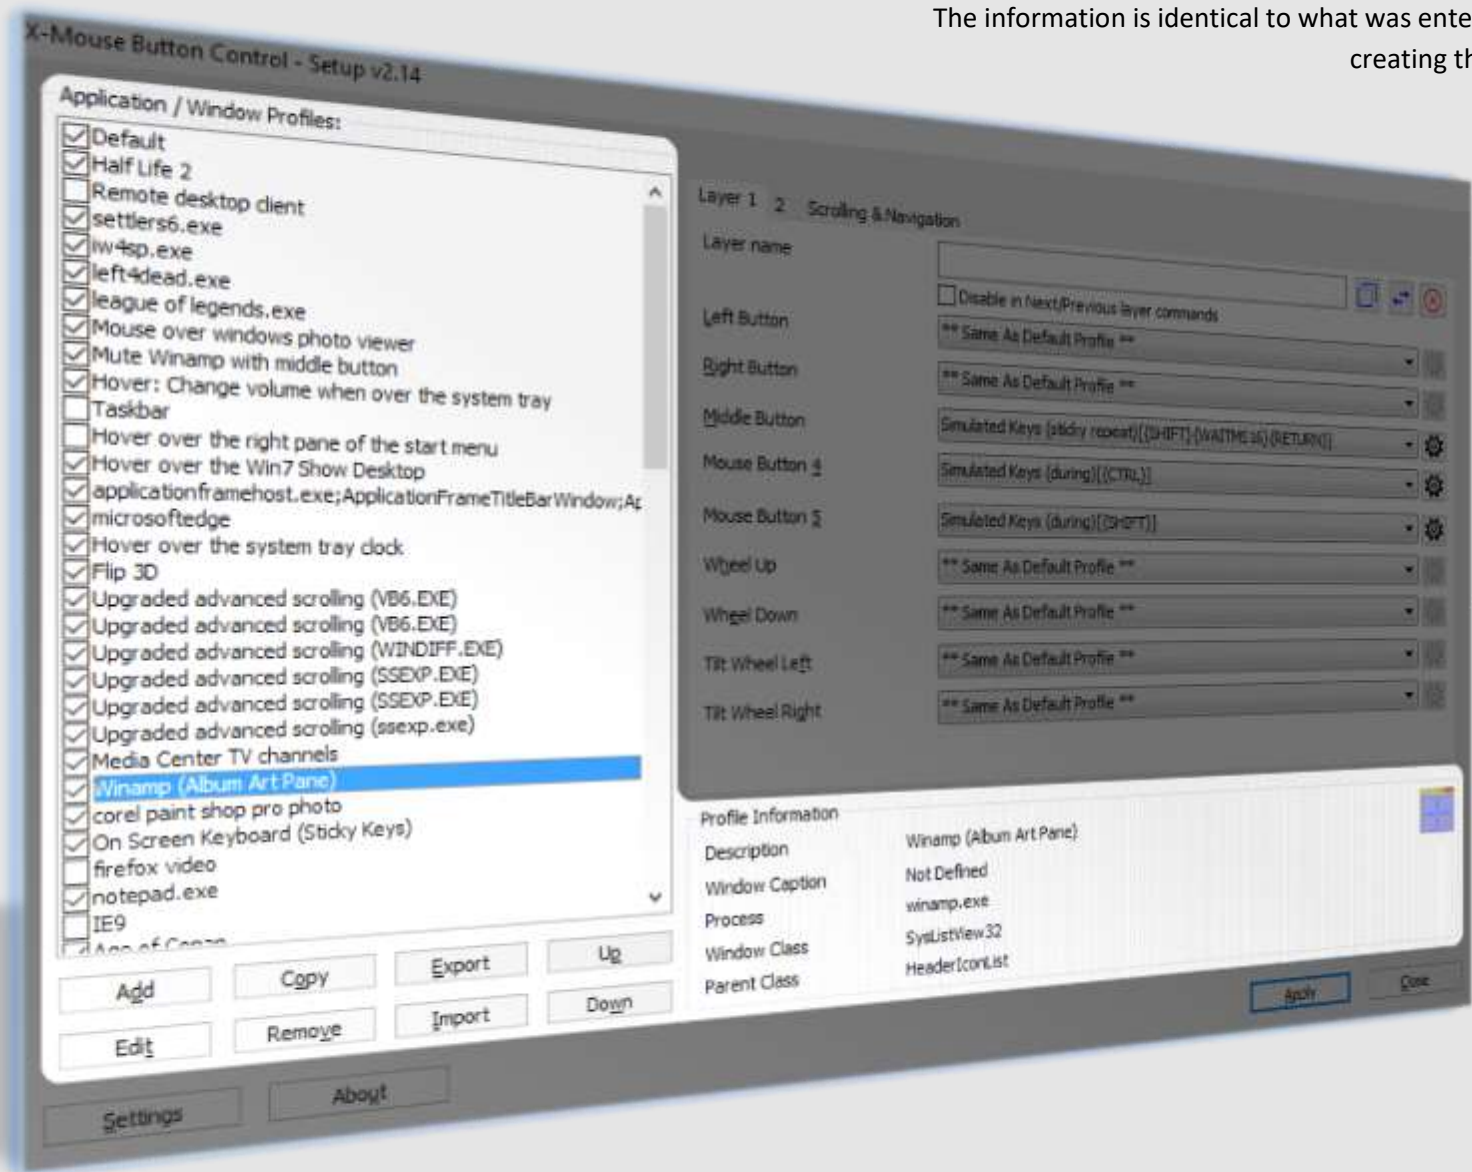 The information is identical to what was ente
creating th
X-Mouse Button Control - Setup v2.14
Application / Window Profiles:
Default
Half Life 2
Remote desktop client
settlers6.exe
iw4sp.exe
left4dead.exe
league of legends.exe
Mouse over windows photo viewer
Mute Winamp with middle button
Hover: Change volume when over the system tray
Taskbar
Hover over the right pane of the start menu
Hover over the Win7 Show Desktop
applicationframehost.exe;ApplicationFrameTitleBarWindow;Ap
microsoftedge
Hover over the system tray clock
Flip 3D
Upgraded advanced scrolling (VB6.EXE)
Upgraded advanced scrolling (VB6.EXE)
Upgraded advanced scrolling (WINDIFF.EXE)
Upgraded advanced scrolling (SSEXP.EXE)
Upgraded advanced scrolling (SSEXP.EXE)
Upgraded advanced scrolling (ssexp.exe)
Media Center TV channels
Winamp (Album Art Pane)
corel paint shop pro photo
On Screen Keyboard (Sticky Keys)
firefox video
notepad.exe
IE9
Age of Conan
Add Copy Export Up
Edit Remove Import Down
Settings About
Layer 1 2 Scrolling & Navigation
Layer name
Disable in Next/Previous layer commands
Left Button ** Same As Default Profile **
Right Button ** Same As Default Profile **
Middle Button Simulated Keys (sticky repeat)[{SHIFT}{WAITMS:16}{RETURN}]
Mouse Button 4 Simulated Keys (during)[{CTRL}]
Mouse Button 5 Simulated Keys (during)[{SHIFT}]
Wheel Up ** Same As Default Profile **
Wheel Down ** Same As Default Profile **
Tilt Wheel Left ** Same As Default Profile **
Tilt Wheel Right ** Same As Default Profile **
Profile Information
Description Winamp (Album Art Pane)
Window Caption Not Defined
Process winamp.exe
Window Class SysListView32
Parent Class HeaderIconList
Apply Close